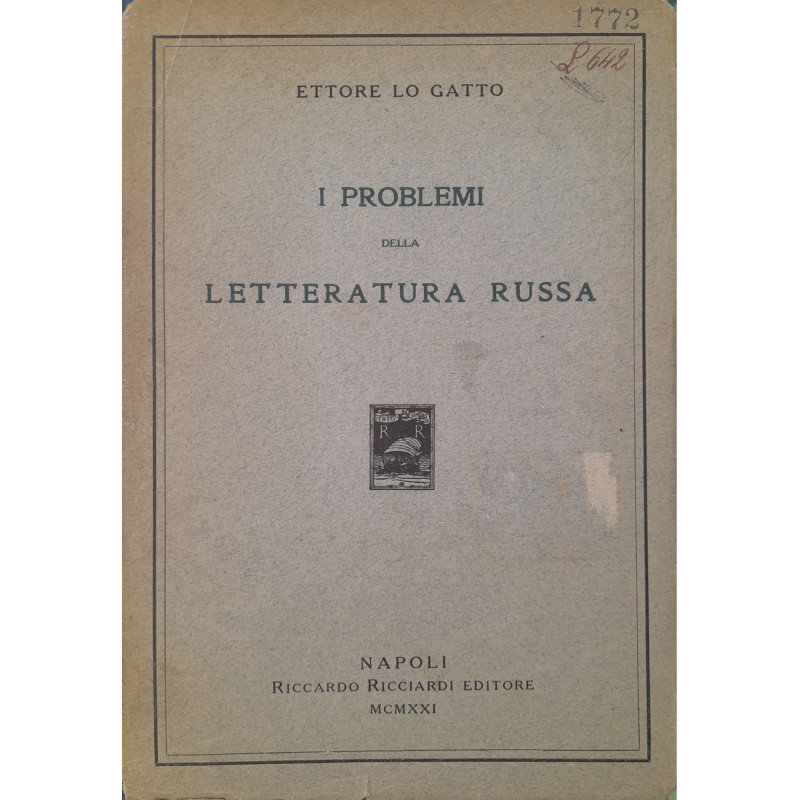 1772
L 642
ETTORE LO GATTO
I PROBLEMI
DELLA
LETTERATURA RUSSA
R R
NAPOLI
RICCARDO RICCIARDI EDITORE
MCMXXI